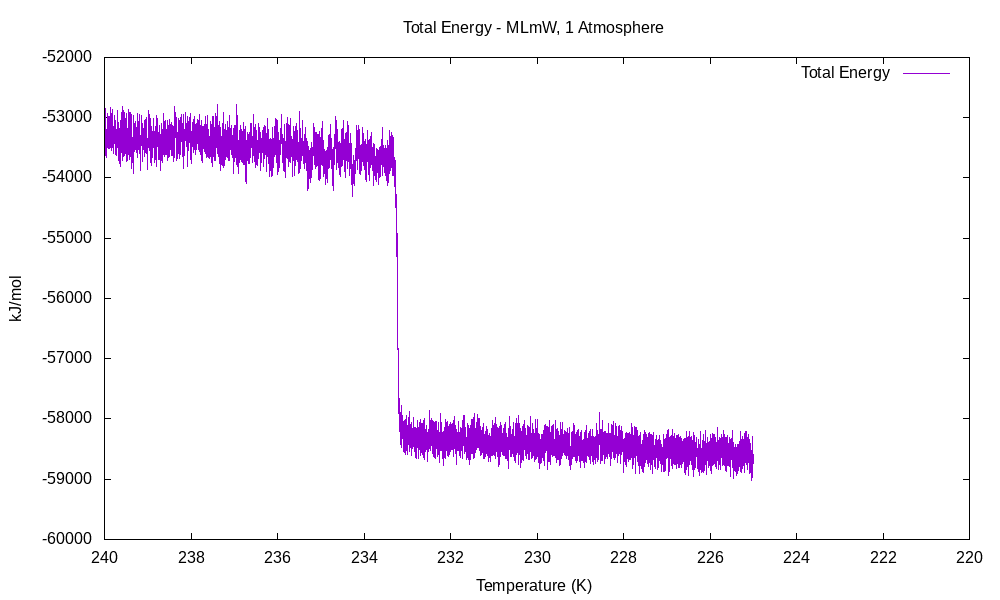 Total Energy - MLmW, 1 Atmosphere
-52000
Total Energy
-53000
-54000
-55000
-56000
-57000
-58000
-59000
-60000
kJ/mol
240 238 236 234 232 230 228 226 224 222 220
Temperature (K)